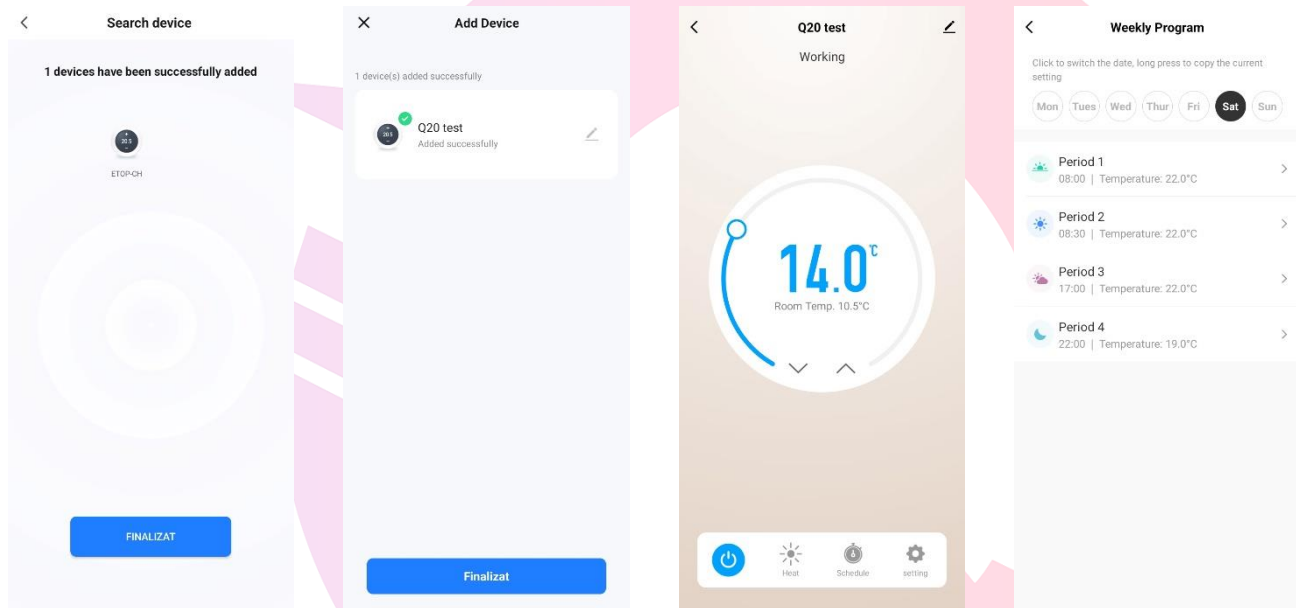 Search device
1 devices have been successfully added
20.5
ETOP-CH
FINALIZAT
Add Device
1 device(s) added successfully
20.5
Q20 test
Added successfully
Finalizat
Q20 test
Working
14.0°C
Room Temp. 10.5°C
Heat
Schedule
setting
Weekly Program
Click to switch the date, long press to copy the current
setting
Mon Tues Wed Thur Fri Sat Sun
Period 1
08:00 | Temperature: 22.0°C
Period 2
08:30 | Temperature: 22.0°C
Period 3
17:00 | Temperature: 22.0°C
Period 4
22:00 | Temperature: 19.0°C